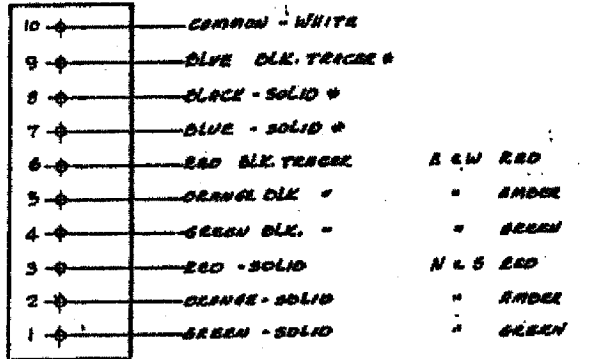 10 COMMON - WHITE
9 BLUE BLK. TRACER *
8 BLACK - SOLID *
7 BLUE - SOLID *
6 RED BLK. TRACER E & W RED
5 ORANGE BLK " " AMBER
4 GREEN BLK. " " GREEN
3 RED - SOLID N & S RED
2 ORANGE - SOLID " AMBER
1 GREEN - SOLID " GREEN